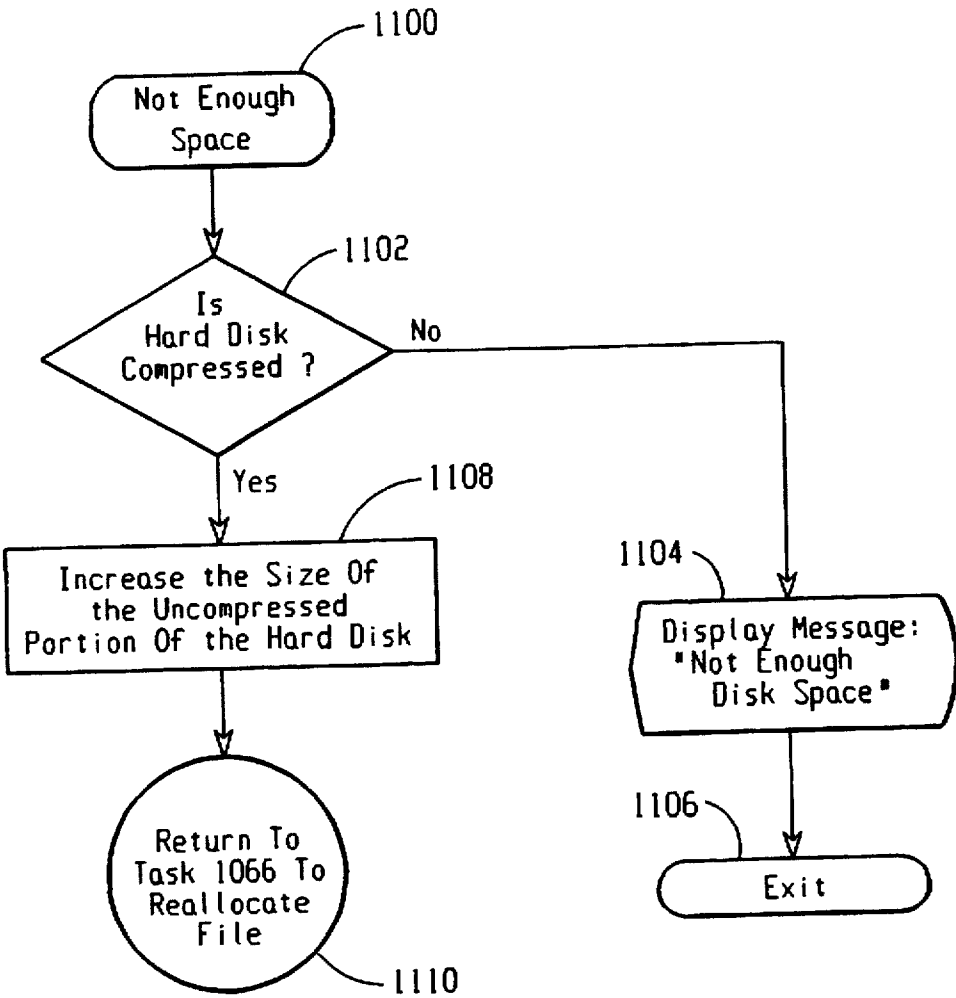 1100
Not Enough
Space
1102
Is
Hard Disk
Compressed ?
No
Yes
1108
Increase the Size Of
the Uncompressed
Portion Of the Hard Disk
1104
Display Message:
"Not Enough
Disk Space"
1106
Exit
Return To
Task 1066 To
Reallocate
File
1110